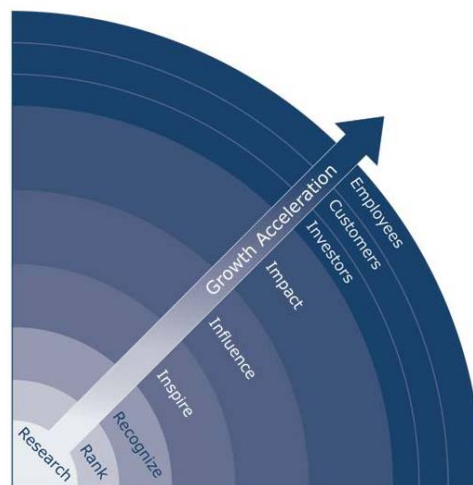 Research
Rank
Recognize
Inspire
Influence
Impact
Investors
Customers
Employees
Growth Acceleration